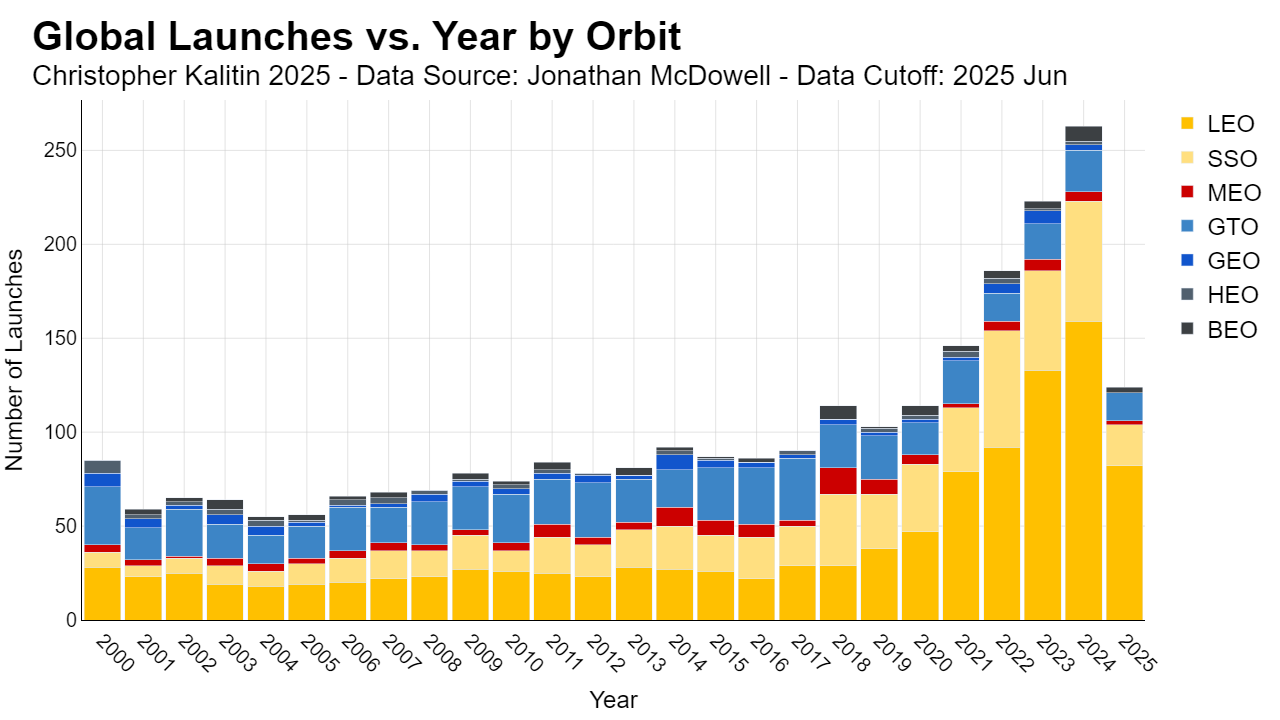 Global Launches vs. Year by Orbit
Christopher Kalitin 2025 - Data Source: Jonathan McDowell - Data Cutoff: 2025 Jun
LEO
SSO
MEO
GTO
GEO
HEO
BEO
Number of Launches
250
200
150
100
50
0
2000
2001
2002
2003
2004
2005
2006
2007
2008
2009
2010
2011
2012
2013
2014
2015
2016
2017
2018
2019
2020
2021
2022
2023
2024
2025
Year